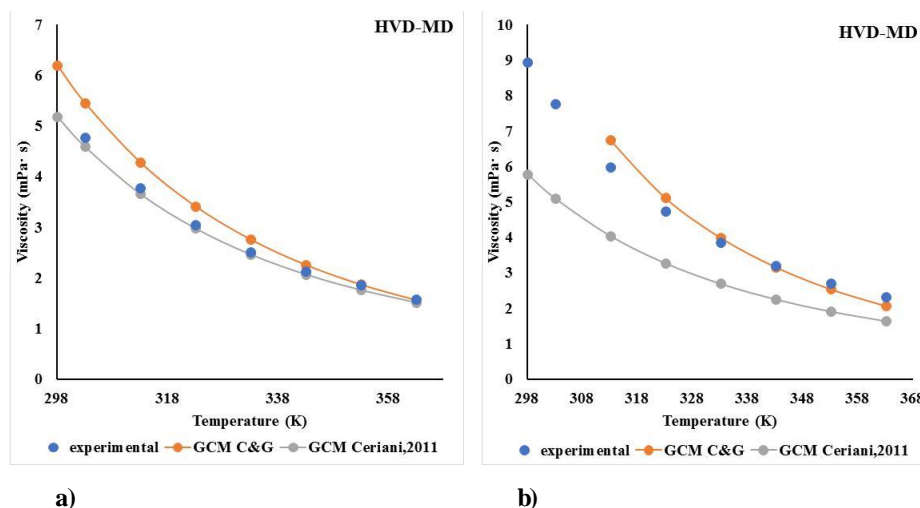 HVD-MD
7
6
5
4
3
2
1
0
Viscosity (mPa· s)
298 318 338 358
Temperature (K)
experimental GCM C&G GCM Ceriani,2011
a)
HVD-MD
10
9
8
7
6
5
4
3
2
1
0
Viscosity (mPa· s)
298 308 318 328 338 348 358 368
Temperature (K)
experimental GCM C&G GCM Ceriani,2011
b)